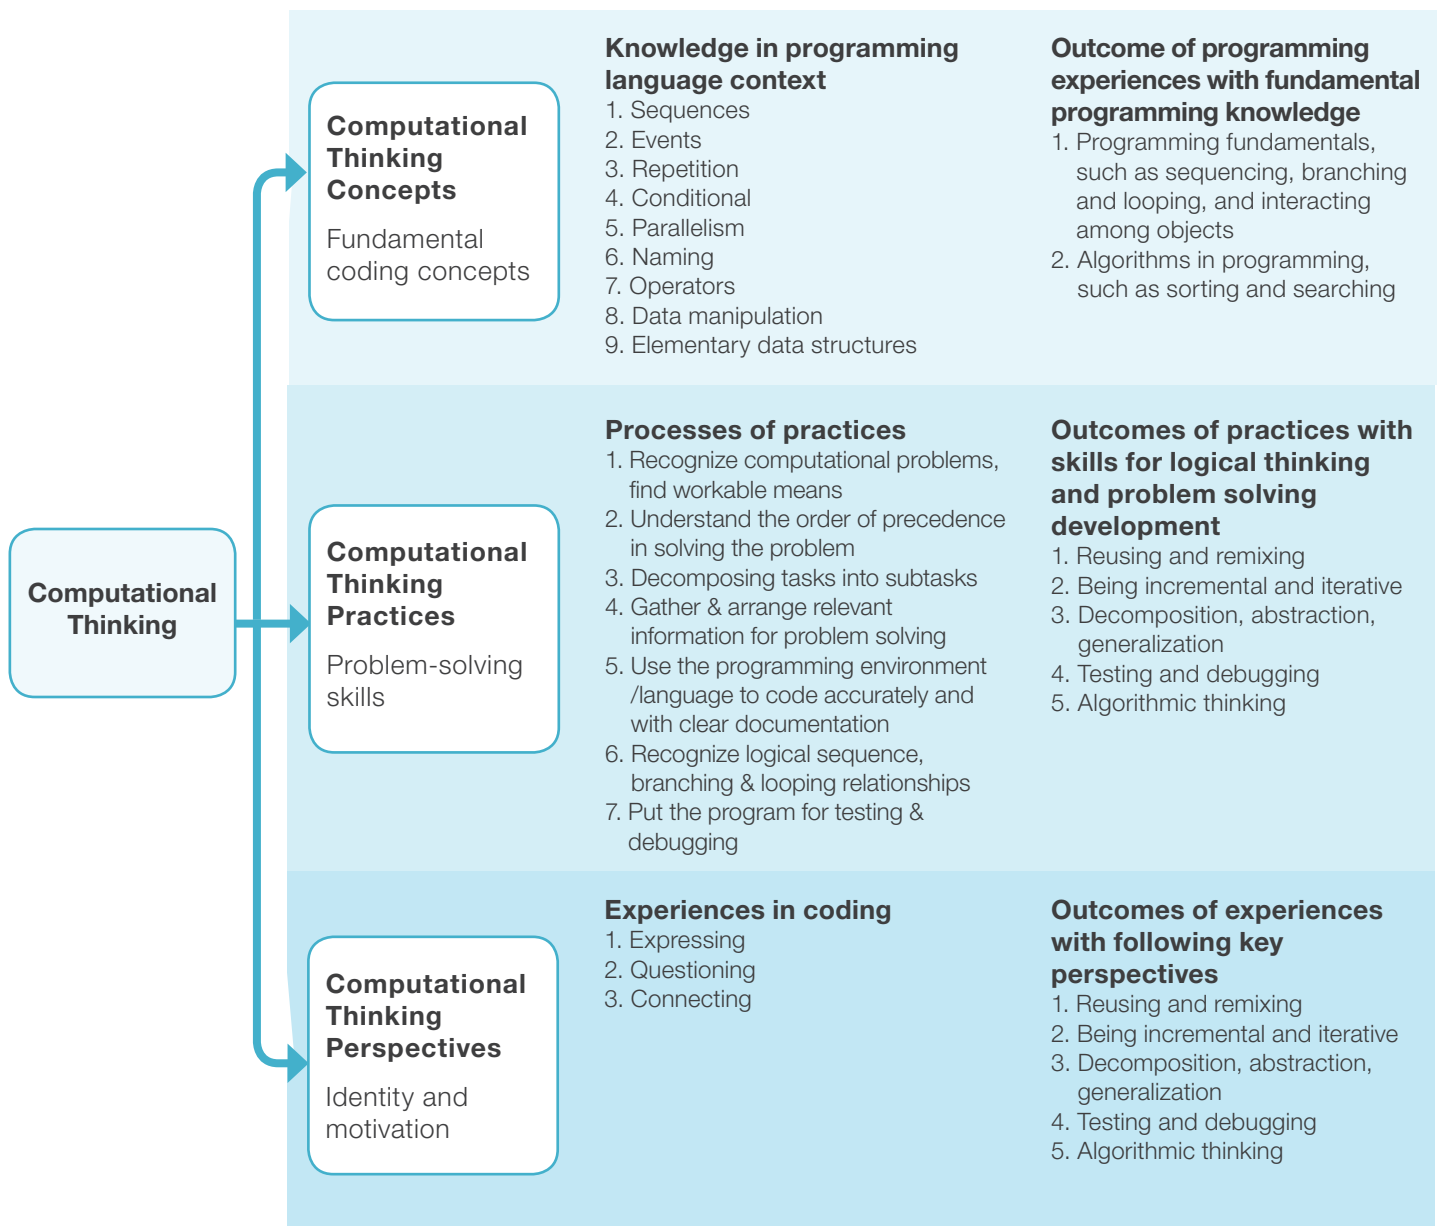 Computational
Thinking
Computational
Thinking
Concepts
Fundamental
coding concepts
Knowledge in programming
language context
1. Sequences
2. Events
3. Repetition
4. Conditional
5. Parallelism
6. Naming
7. Operators
8. Data manipulation
9. Elementary data structures
Outcome of programming
experiences with fundamental
programming knowledge
1. Programming fundamentals,
such as sequencing, branching
and looping, and interacting
among objects
2. Algorithms in programming,
such as sorting and searching
Computational
Thinking
Practices
Problem-solving
skills
Processes of practices
1. Recognize computational problems,
find workable means
2. Understand the order of precedence
in solving the problem
3. Decomposing tasks into subtasks
4. Gather & arrange relevant
information for problem solving
5. Use the programming environment
/language to code accurately and
with clear documentation
6. Recognize logical sequence,
branching & looping relationships
7. Put the program for testing &
debugging
Outcomes of practices with
skills for logical thinking
and problem solving
development
1. Reusing and remixing
2. Being incremental and iterative
3. Decomposition, abstraction,
generalization
4. Testing and debugging
5. Algorithmic thinking
Computational
Thinking
Perspectives
Identity and
motivation
Experiences in coding
1. Expressing
2. Questioning
3. Connecting
Outcomes of experiences
with following key
perspectives
1. Reusing and remixing
2. Being incremental and iterative
3. Decomposition, abstraction,
generalization
4. Testing and debugging
5. Algorithmic thinking